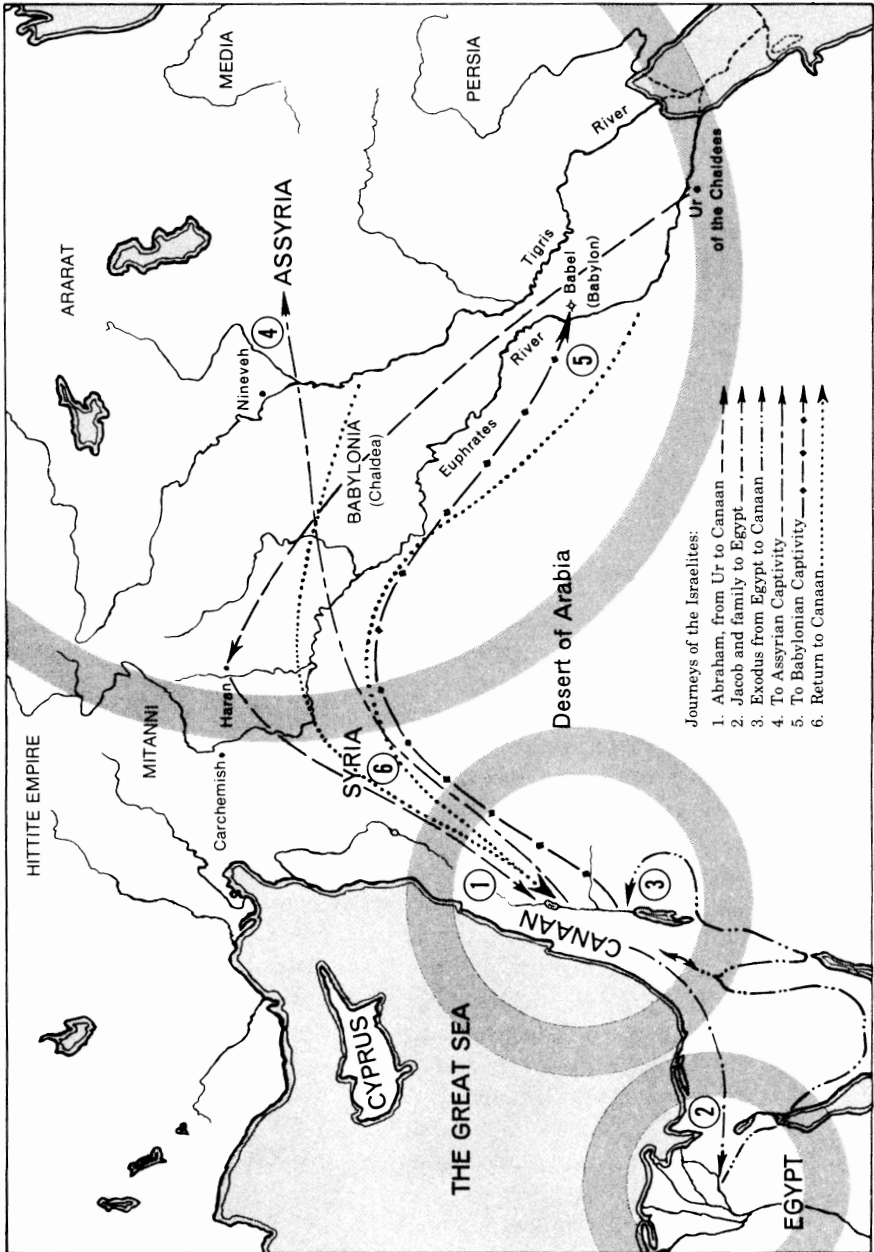 HITTITE EMPIRE
ARARAT
MEDIA
MITANNI
Carchemish
Haran
Nineveh
4
ASSYRIA
PERSIA
CYPRUS
SYRIA
6
BABYLONIA
(Chaldea)
Tigris
River
THE GREAT SEA
1
CANAAN
Euphrates
River
Babel
(Babylon)
5
3
Desert of Arabia
Ur
of the Chaldees
2
EGYPT
Journeys of the Israelites:
1. Abraham, from Ur to Canaan
2. Jacob and family to Egypt
3. Exodus from Egypt to Canaan
4. To Assyrian Captivity
5. To Babylonian Captivity
6. Return to Canaan